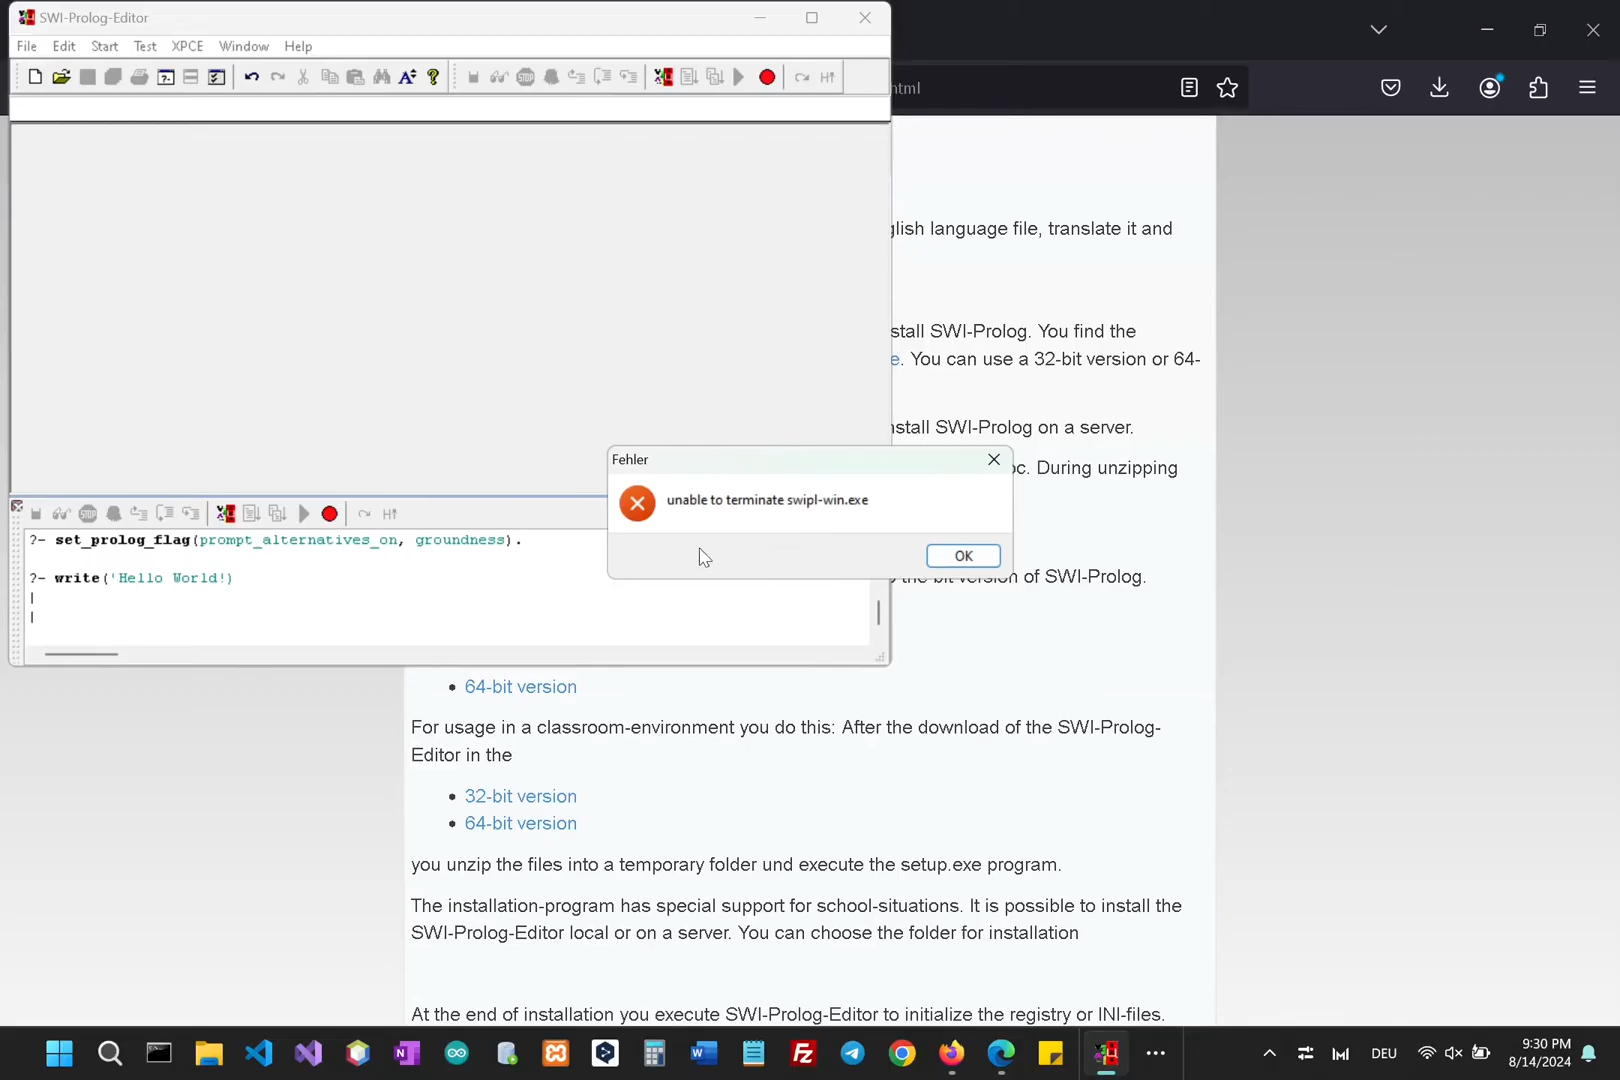 SWI-Prolog-Editor
File Edit Start Test XPCE Window Help
html
glish language file, translate it and
stall SWI-Prolog. You find the
e. You can use a 32-bit version or 64-
nstall SWI-Prolog on a server.
oc. During unzipping
Fehler
unable to terminate swipl-win.exe
OK
?- set_prolog_flag(prompt_alternatives_on, groundness).
?- write('Hello World!)
|
|
the bit version of SWI-Prolog.
64-bit version
For usage in a classroom-environment you do this: After the download of the SWI-Prolog-
Editor in the
32-bit version
64-bit version
you unzip the files into a temporary folder und execute the setup.exe program.
The installation-program has special support for school-situations. It is possible to install the
SWI-Prolog-Editor local or on a server. You can choose the folder for installation
At the end of installation you execute SWI-Prolog-Editor to initialize the registry or INI-files.
DEU
9:30 PM
8/14/2024